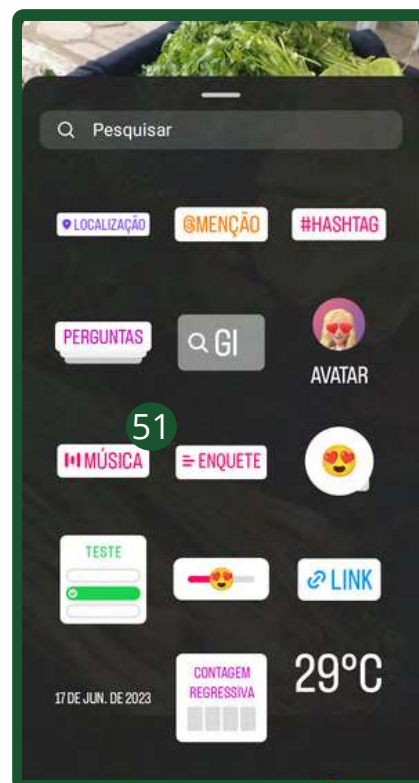 Pesquisar
LOCALIZAÇÃO
@MENÇÃO
#HASHTAG
PERGUNTAS
GI
AVATAR
51
MÚSICA
ENQUETE
TESTE
LINK
17 DE JUN. DE 2023
CONTAGEM
REGRESSIVA
29°C